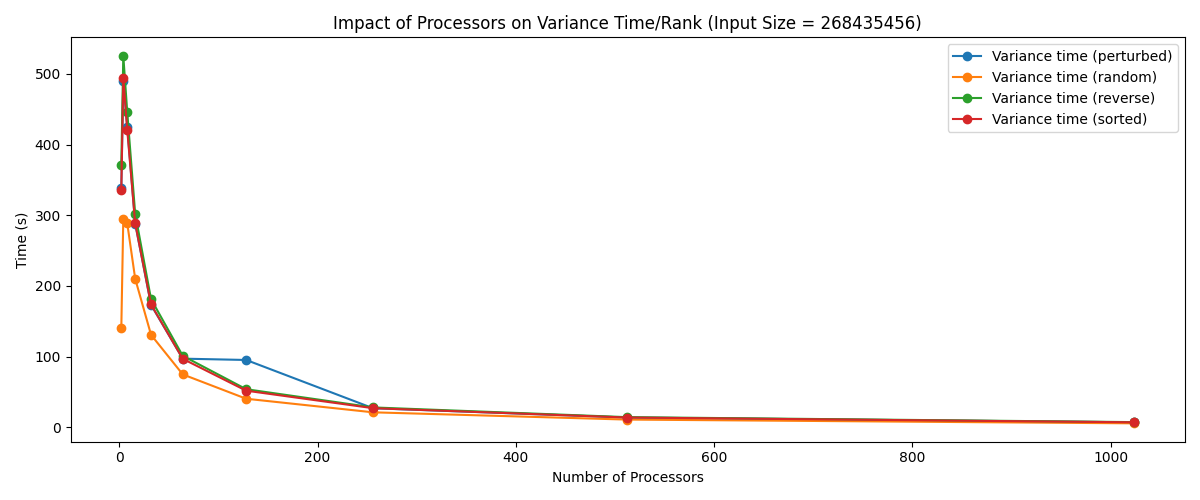 Impact of Processors on Variance Time/Rank (Input Size = 268435456)
Variance time (perturbed)
Variance time (random)
Variance time (reverse)
Variance time (sorted)
Time (s)
500
400
300
200
100
0
0 200 400 600 800 1000
Number of Processors